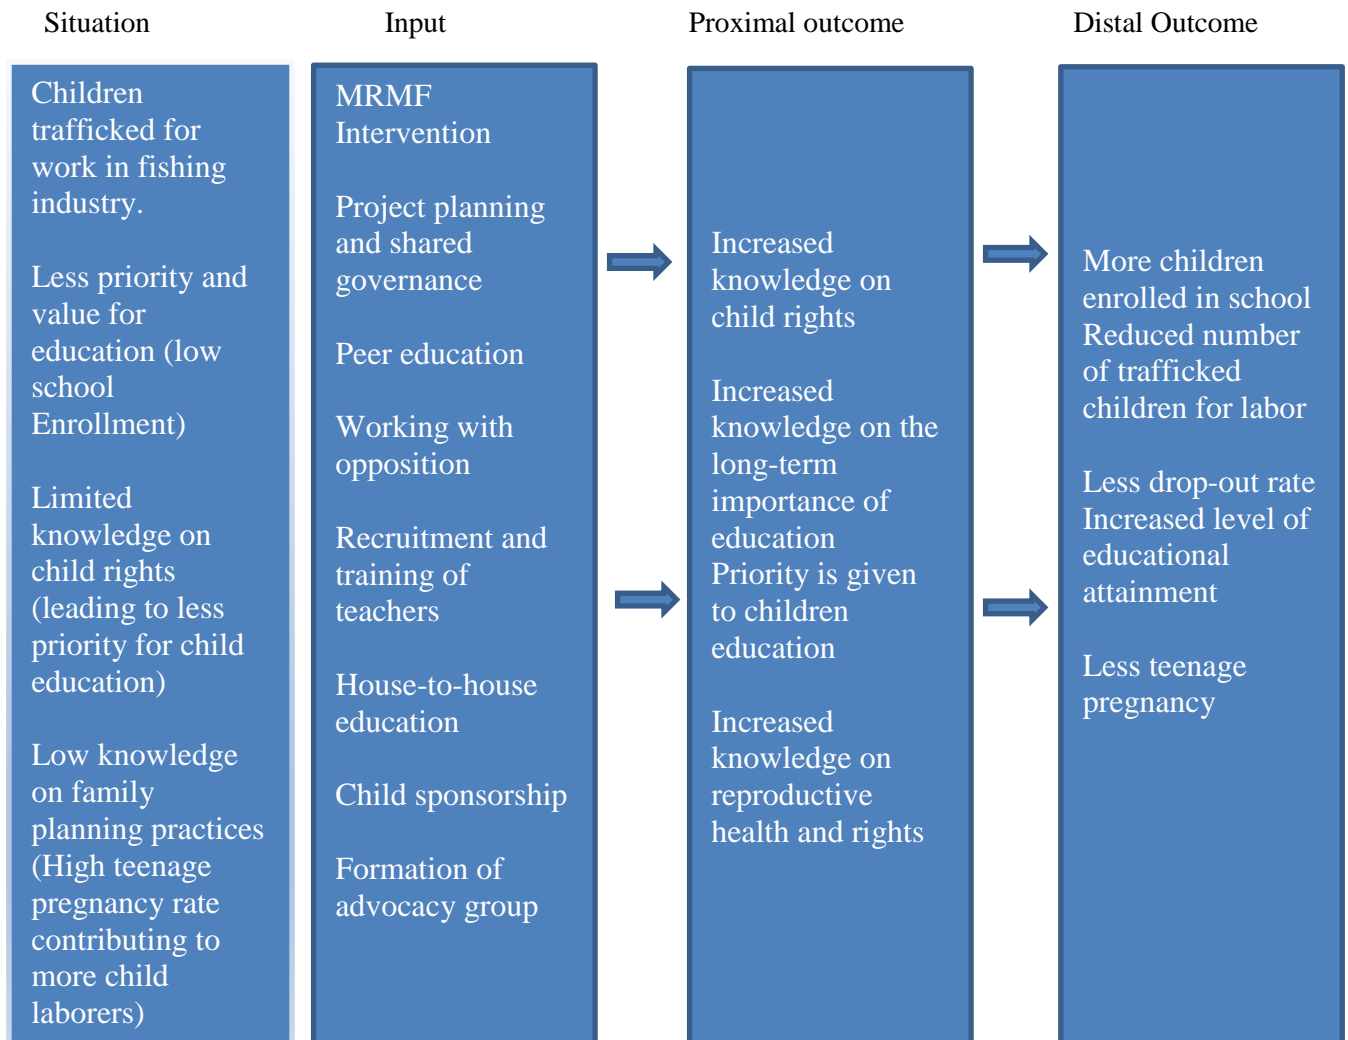 Situation
Input
Proximal outcome
Distal Outcome
Children
trafficked for
work in fishing
industry.
Less priority and
value for
education (low
school
Enrollment)
Limited
knowledge on
child rights
(leading to less
priority for child
education)
Low knowledge
on family
planning practices
(High teenage
pregnancy rate
contributing to
more child
laborers)
MRMF
Intervention
Project planning
and shared
governance
Peer education
Working with
opposition
Recruitment and
training of
teachers
House-to-house
education
Child sponsorship
Formation of
advocacy group
Increased
knowledge on
child rights
Increased
knowledge on the
long-term
importance of
education
Priority is given
to children
education
Increased
knowledge on
reproductive
health and rights
More children
enrolled in school
Reduced number
of trafficked
children for labor
Less drop-out rate
Increased level of
educational
attainment
Less teenage
pregnancy